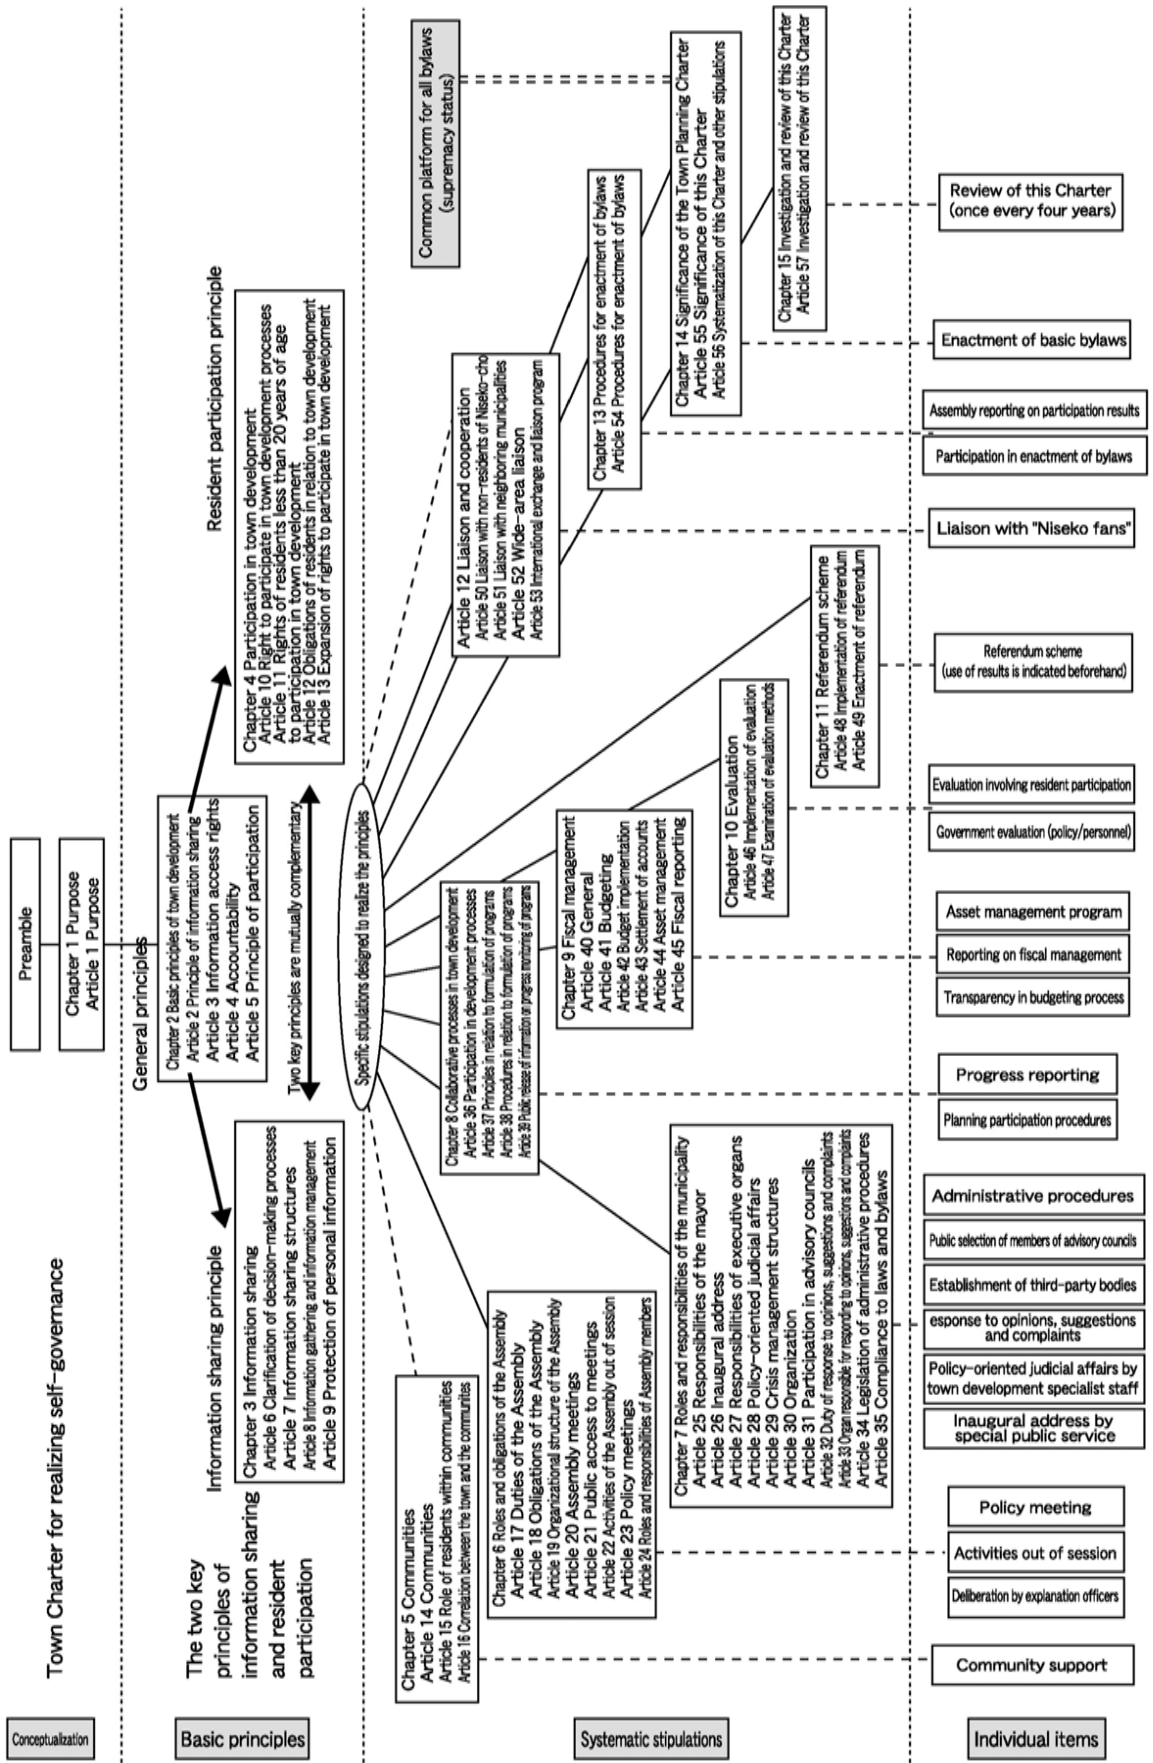 Conceptualization
Town Charter for realizing self-governance
Preamble
Chapter 1 Purpose
Article 1 Purpose
Basic principles
The two key
principles of
information sharing
and resident
participation
General principles
Chapter 2 Basic principles of town development
Article 2 Principle of information sharing
Article 3 Information access rights
Article 4 Accountability
Article 5 Principle of participation
Two key principles are mutually complementary
Information sharing principle
Chapter 3 Information sharing
Article 6 Clarification of decision-making processes
Article 7 Information sharing structures
Article 8 Information gathering and information management
Article 9 Protection of personal information
Resident participation principle
Chapter 4 Participation in town development
Article 10 Right to participate in town development processes
Article 11 Rights of residents less than 20 years of age
to participation in town development
Article 12 Obligations of residents in relation to town development
Article 13 Expansion of rights to participate in town development
Systematic stipulations
Specific stipulations designed to realize the principles
Chapter 5 Communities
Article 14 Communities
Article 15 Role of residents within communities
Article 16 Correlation between the town and the communites
Chapter 6 Roles and obligations of the Assembly
Article 17 Duties of the Assembly
Article 18 Obligations of the Assembly
Article 19 Organizational structure of the Assembly
Article 20 Assembly meetings
Article 21 Public access to meetings
Article 22 Activities of the Assembly out of session
Article 23 Policy meetings
Article 24 Roles and responsibilities of Assembly members
Chapter 7 Roles and responsibilities of the municipality
Article 25 Responsibilities of the mayor
Article 26 Inaugural address
Article 27 Responsibilities of executive organs
Article 28 Policy-oriented judicial affairs
Article 29 Crisis management structures
Article 30 Organization
Article 31 Participation in advisory councils
Article 32 Duty of response to opinions, suggestions and complaints
Article 33 Organ responsible for responding to opinions, suggestions and complaints
Article 34 Legislation of administrative procedures
Article 35 Compliance to laws and bylaws
Chapter 8 Collaborative processes in town development
Article 36 Participation in development processes
Article 37 Principles in relation to formulation of programs
Article 38 Procedures in relation to formulation of programs
Article 39 Public release of information on progress monitoring of programs
Chapter 9 Fiscal management
Article 40 General
Article 41 Budgeting
Article 42 Budget implementation
Article 43 Settlement of accounts
Article 44 Asset management
Article 45 Fiscal reporting
Chapter 10 Evaluation
Article 46 Implementation of evaluation
Article 47 Examination of evaluation methods
Chapter 11 Referendum scheme
Article 48 Implementation of referendum
Article 49 Enactment of referendum
Article 12 Liaison and cooperation
Article 50 Liaison with non-residents of Niseko-cho
Article 51 Liaison with neighboring municipalities
Article 52 Wide-area liaison
Article 53 International exchange and liaison program
Chapter 13 Procedures for enactment of bylaws
Article 54 Procedures for enactment of bylaws
Common platform for all bylaws
(supremacy status)
Chapter 14 Significance of the Town Planning Charter
Article 55 Significance of this Charter
Article 56 Systematization of this Charter and other stipulations
Chapter 15 Investigation and review of this Charter
Article 57 Investigation and review of this Charter
Individual items
Community support
Deliberation by explanation officers
Activities out of session
Policy meeting
Inaugural address by
special public service
Policy-oriented judicial affairs by
town development specialist staff
esponse to opinions, suggestions
and complaints
Establishment of third-party bodies
Public selection of members of advisory councils
Administrative procedures
Planning participation procedures
Progress reporting
Transparency in budgeting process
Reporting on fiscal management
Asset management program
Government evaluation (policy/personnel)
Evaluation involving resident participation
Referendum scheme
(use of results is indicated beforehand)
Liaison with "Niseko fans"
Participation in enactment of bylaws
Assembly reporting on participation results
Enactment of basic bylaws
Review of this Charter
(once every four years)